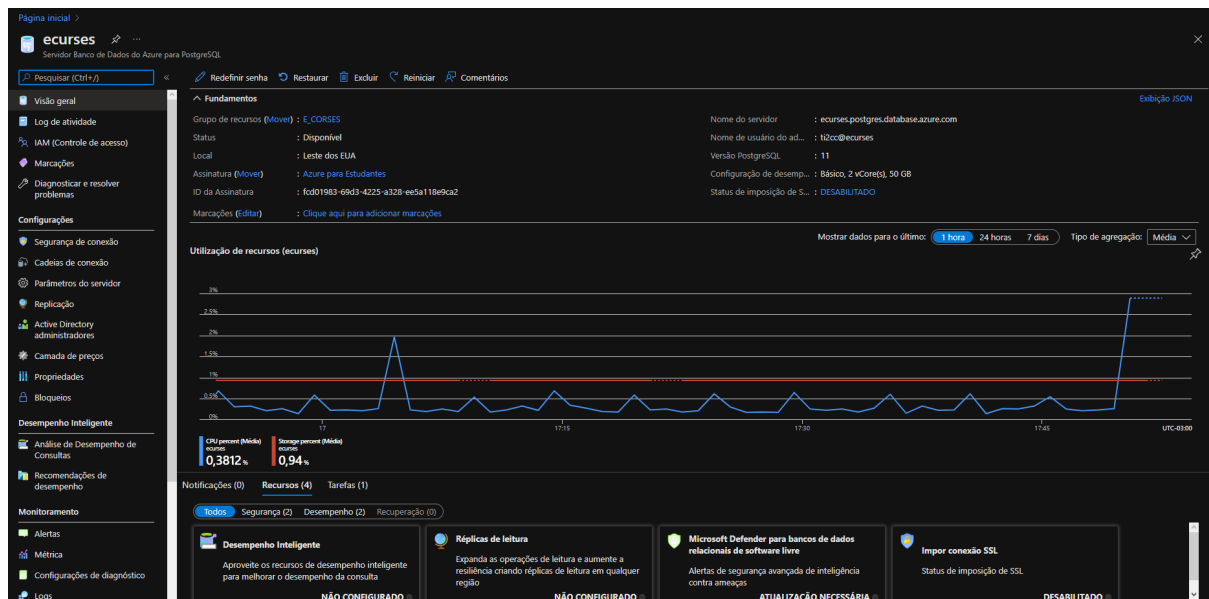 Página inicial >
ecurses
Servidor Banco de Dados do Azure para PostgreSQL
Pesquisar (Ctrl+/)
«
Redefinir senha
Restaurar
Excluir
Reiniciar
Comentários
Visão geral
Log de atividade
IAM (Controle de acesso)
Marcações
Diagnosticar e resolver
problemas
Configurações
Segurança de conexão
Cadeias de conexão
Parâmetros do servidor
Replicação
Active Directory
administradores
Camada de preços
Propriedades
Bloqueios
Desempenho Inteligente
Análise de Desempenho de
Consultas
Recomendações de
desempenho
Monitoramento
Alertas
Métrica
Configurações de diagnóstico
Logs
Fundamentos
Exibição JSON
Grupo de recursos (Mover) : E_CORSES
Status : Disponível
Local : Leste dos EUA
Assinatura (Mover) : Azure para Estudantes
ID da Assinatura : fcd01983-69d3-4225-a328-ee5a118e9ca2
Marcações (Editar) : Clique aqui para adicionar marcações
Nome do servidor : ecurses.postgres.database.azure.com
Nome de usuário do ad... : ti2cc@ecurses
Versão PostgreSQL : 11
Configuração de desemp... : Básico, 2 vCore(s), 50 GB
Status de imposição de S... : DESABILITADO
Mostrar dados para o último: 1 hora 24 horas 7 dias Tipo de agregação: Média
Utilização de recursos (ecurses)
3%
2.5%
2%
1.5%
1%
0.5%
0%
17 17:15 17:30 17:45 UTC-03:00
CPU percent (Média)
ecurses
0,3812 %
Storage percent (Média)
ecurses
0,94 %
Notificações (0) Recursos (4) Tarefas (1)
Todos Segurança (2) Desempenho (2) Recuperação (0)
Desempenho Inteligente
Aproveite os recursos de desempenho inteligente
para melhorar o desempenho da consulta
NÃO CONFIGURADO
Réplicas de leitura
Expanda as operações de leitura e aumente a
resiliência criando réplicas de leitura em qualquer
região
NÃO CONFIGURADO
Microsoft Defender para bancos de dados
relacionais de software livre
Alertas de segurança avançada de inteligência
contra ameaças
ATUALIZAÇÃO NECESSÁRIA
Impor conexão SSL
Status de imposição de SSL
DESABILITADO